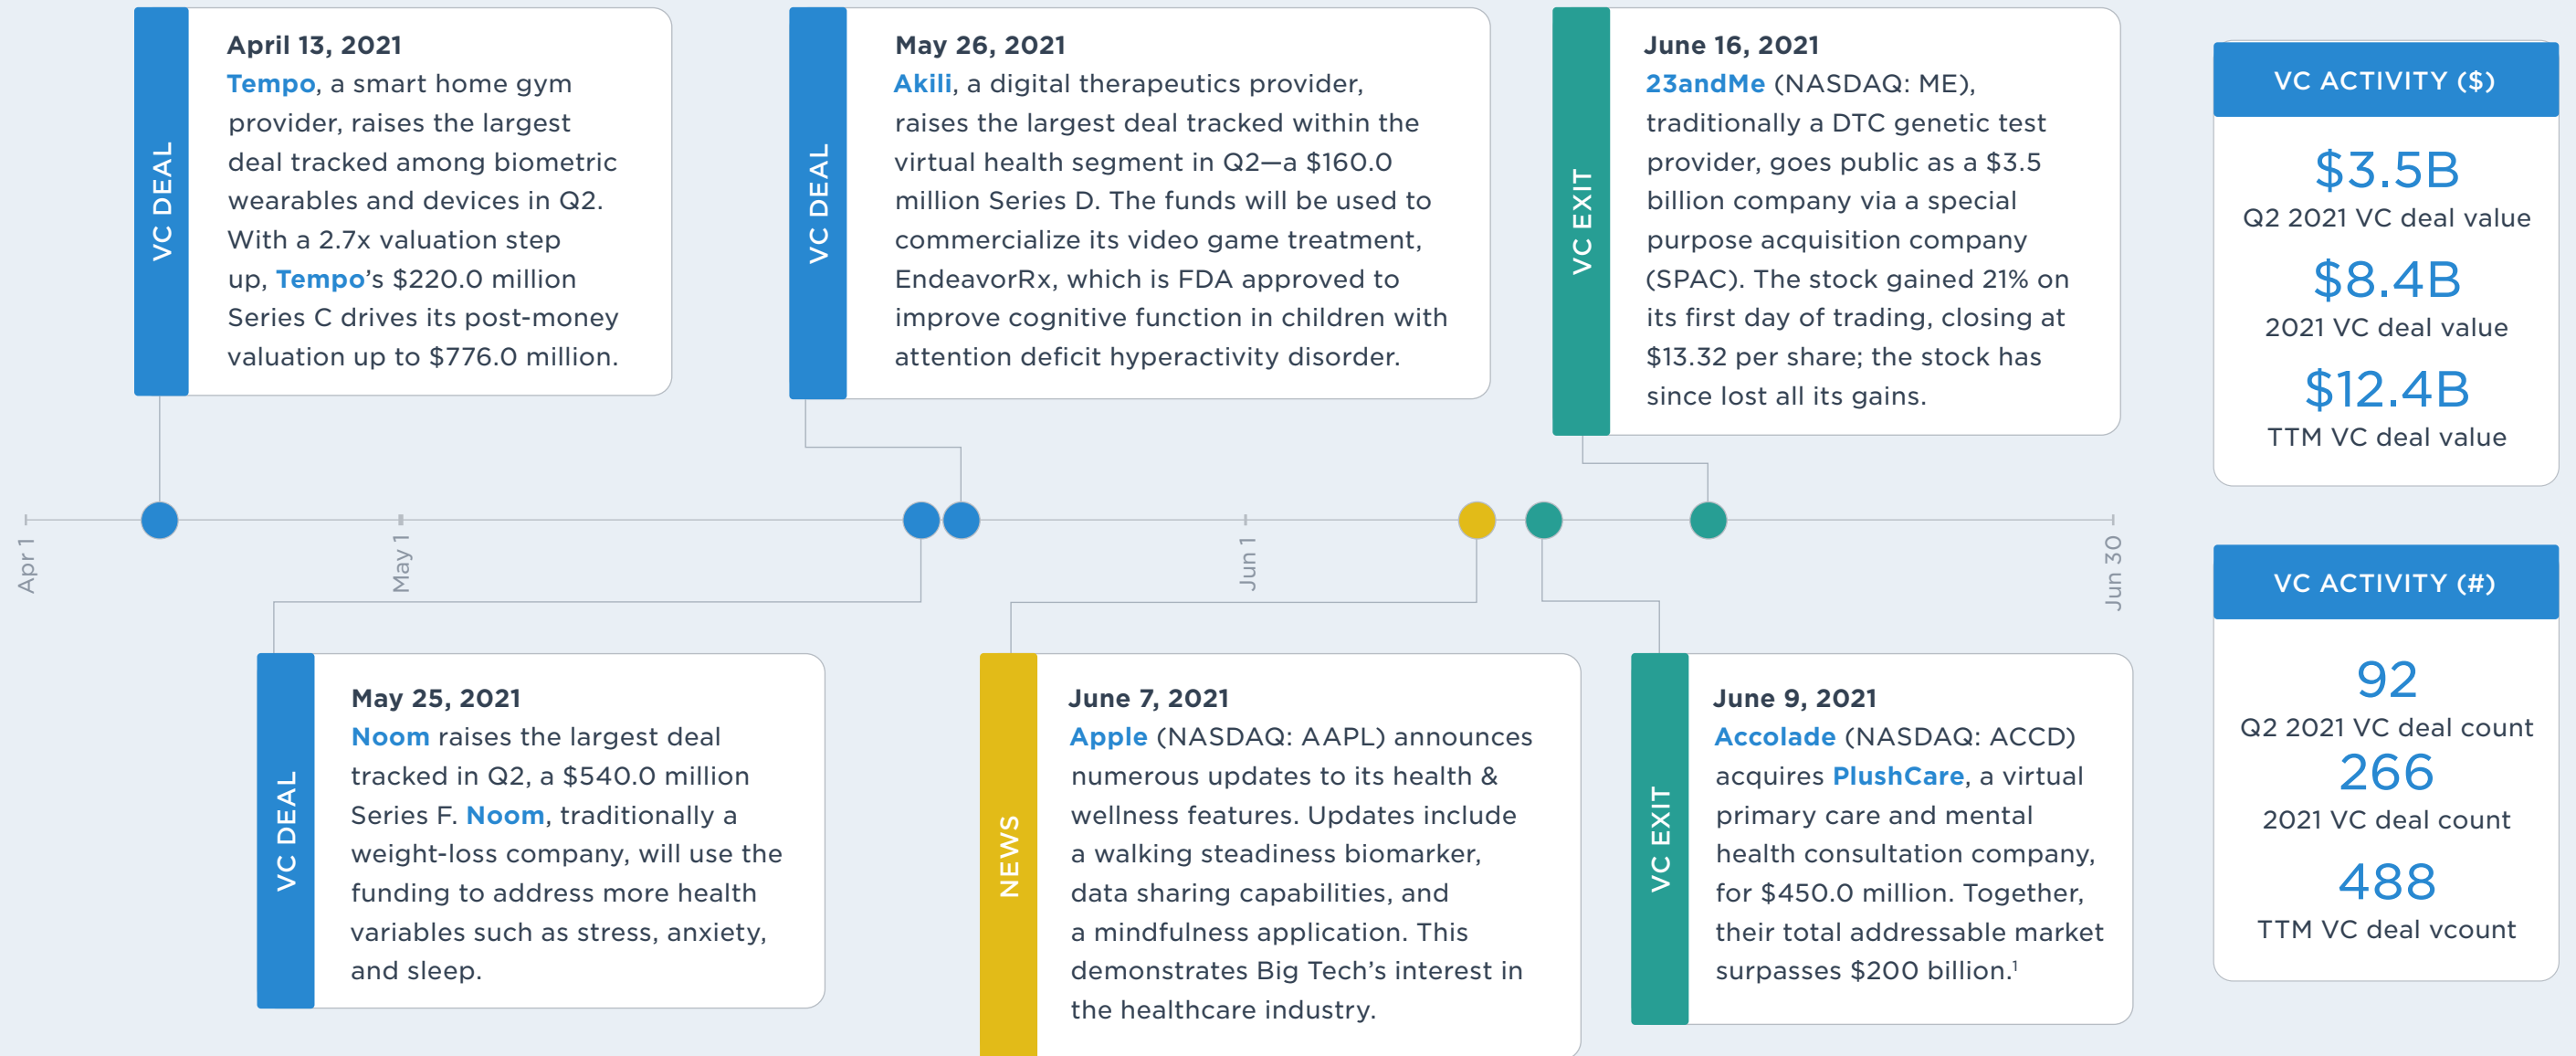 VC DEAL
April 13, 2021
Tempo, a smart home gym
provider, raises the largest
deal tracked among biometric
wearables and devices in Q2.
With a 2.7x valuation step
up, Tempo’s $220.0 million
Series C drives its post-money
valuation up to $776.0 million.
VC DEAL
May 26, 2021
Akili, a digital therapeutics provider,
raises the largest deal tracked within the
virtual health segment in Q2—a $160.0
million Series D. The funds will be used to
commercialize its video game treatment,
EndeavorRx, which is FDA approved to
improve cognitive function in children with
attention deficit hyperactivity disorder.
VC EXIT
June 16, 2021
23andMe (NASDAQ: ME),
traditionally a DTC genetic test
provider, goes public as a $3.5
billion company via a special
purpose acquisition company
(SPAC). The stock gained 21% on
its first day of trading, closing at
$13.32 per share; the stock has
since lost all its gains.
VC ACTIVITY ($)
$3.5B
Q2 2021 VC deal value
$8.4B
2021 VC deal value
$12.4B
TTM VC deal value
Apr 1
May 1
Jun 1
Jun 30
VC DEAL
May 25, 2021
Noom raises the largest deal
tracked in Q2, a $540.0 million
Series F. Noom, traditionally a
weight-loss company, will use the
funding to address more health
variables such as stress, anxiety,
and sleep.
NEWS
June 7, 2021
Apple (NASDAQ: AAPL) announces
numerous updates to its health &
wellness features. Updates include
a walking steadiness biomarker,
data sharing capabilities, and
a mindfulness application. This
demonstrates Big Tech’s interest in
the healthcare industry.
VC EXIT
June 9, 2021
Accolade (NASDAQ: ACCD)
acquires PlushCare, a virtual
primary care and mental
health consultation company,
for $450.0 million. Together,
their total addressable market
surpasses $200 billion.¹
VC ACTIVITY (#)
92
Q2 2021 VC deal count
266
2021 VC deal count
488
TTM VC deal vcount